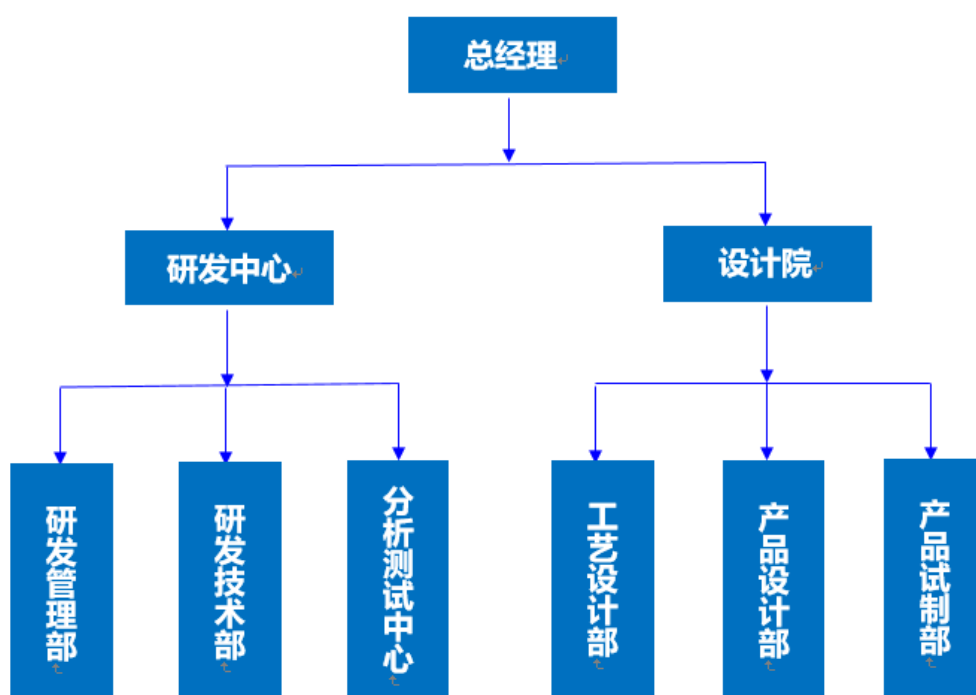 总经理
研发中心
设计院
研发管理部
研发技术部
分析测试中心
工艺设计部
产品设计部
产品试制部